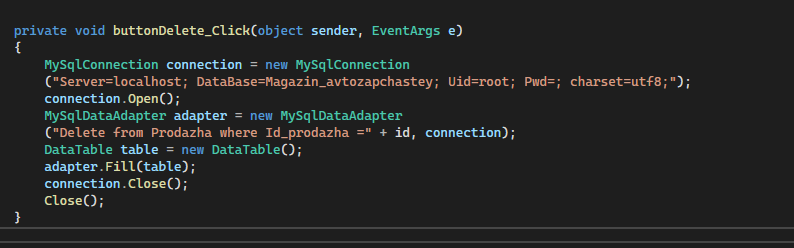 private void buttonDelete_Click(object sender, EventArgs e)
{
    MySqlConnection connection = new MySqlConnection
    ("Server=localhost; DataBase=Magazin_avtozapchastey; Uid=root; Pwd=; charset=utf8;");
    connection.Open();
    MySqlDataAdapter adapter = new MySqlDataAdapter
    ("Delete from Prodazha where Id_prodazha =" + id, connection);
    DataTable table = new DataTable();
    adapter.Fill(table);
    connection.Close();
    Close();
}